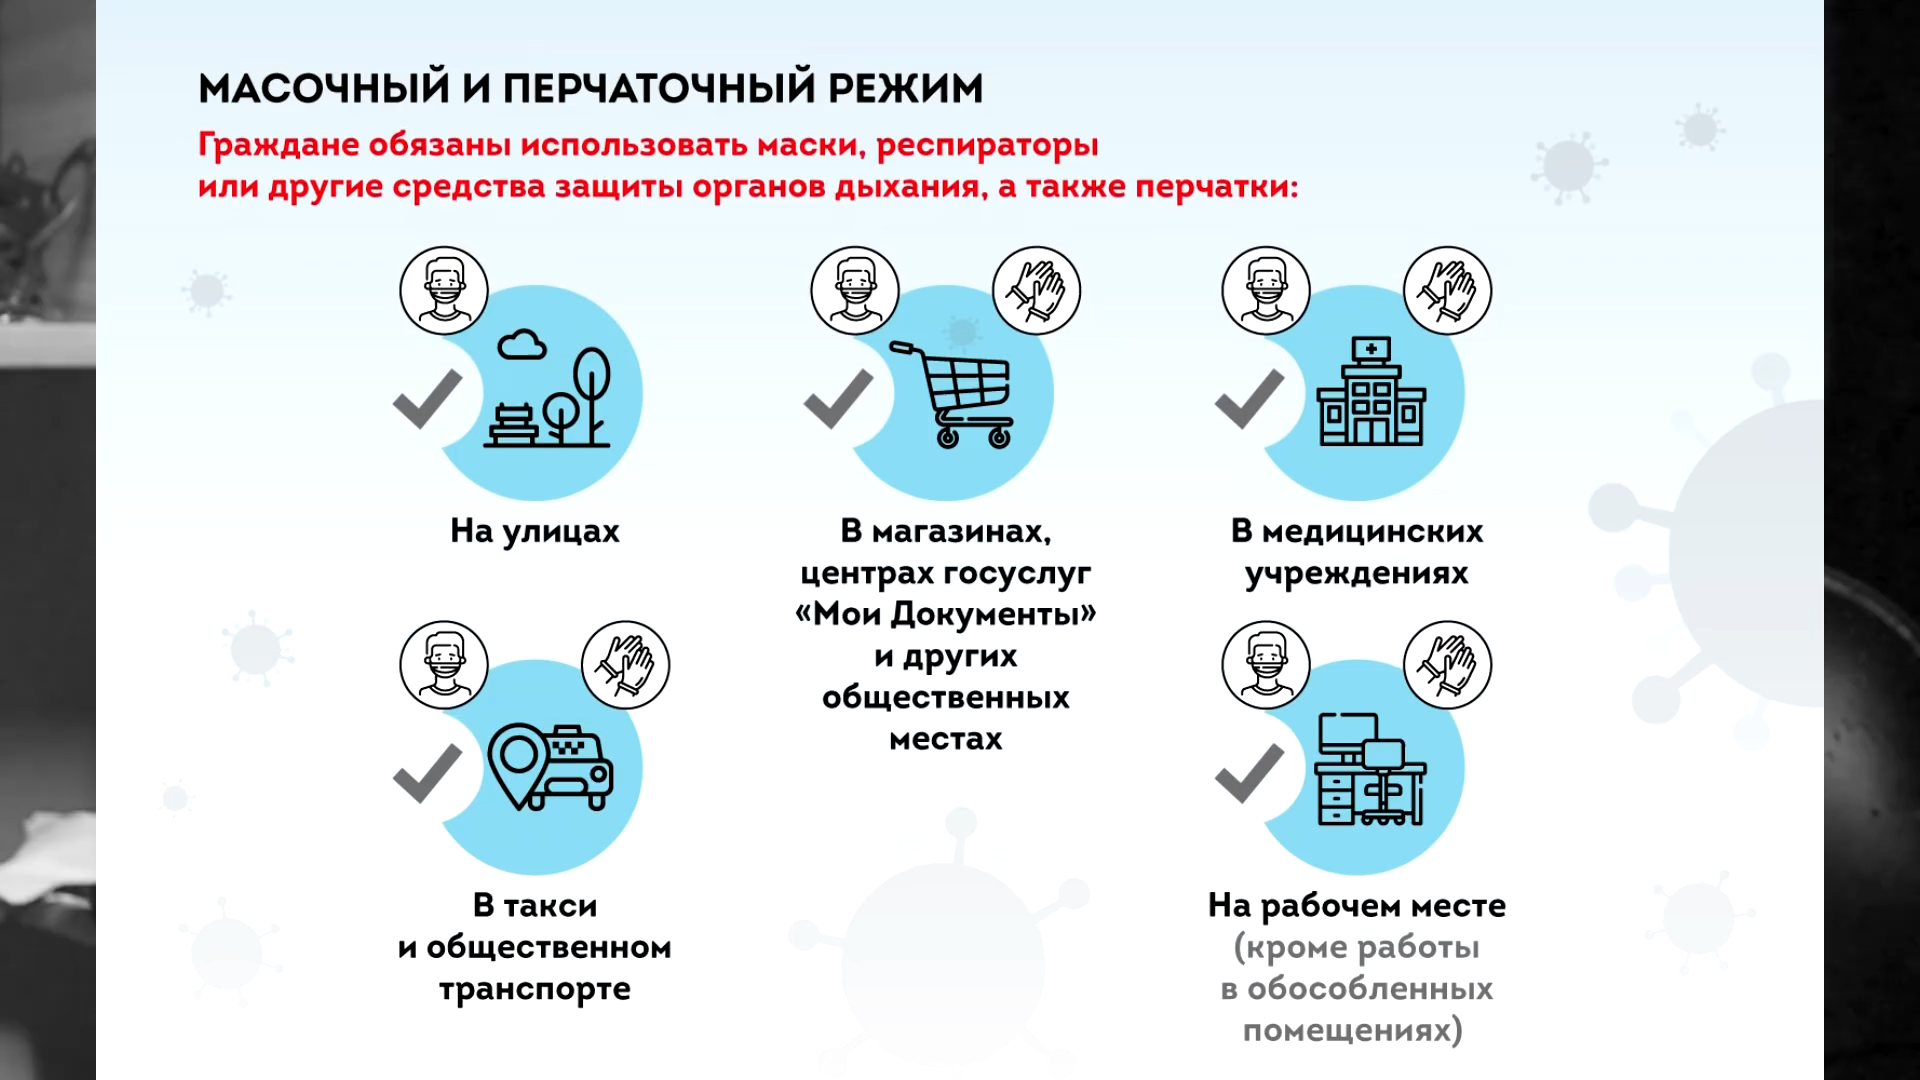 МАСОЧНЫЙ И ПЕРЧАТОЧНЫЙ РЕЖИМ
Граждане обязаны использовать маски, респираторы
или другие средства защиты органов дыхания, а также перчатки:
На улицах
В магазинах,
центрах госуслуг
«Мои Документы»
и других
общественных
местах
В медицинских
учреждениях
В такси
и общественном
транспорте
На рабочем месте
(кроме работы
в обособленных
помещениях)